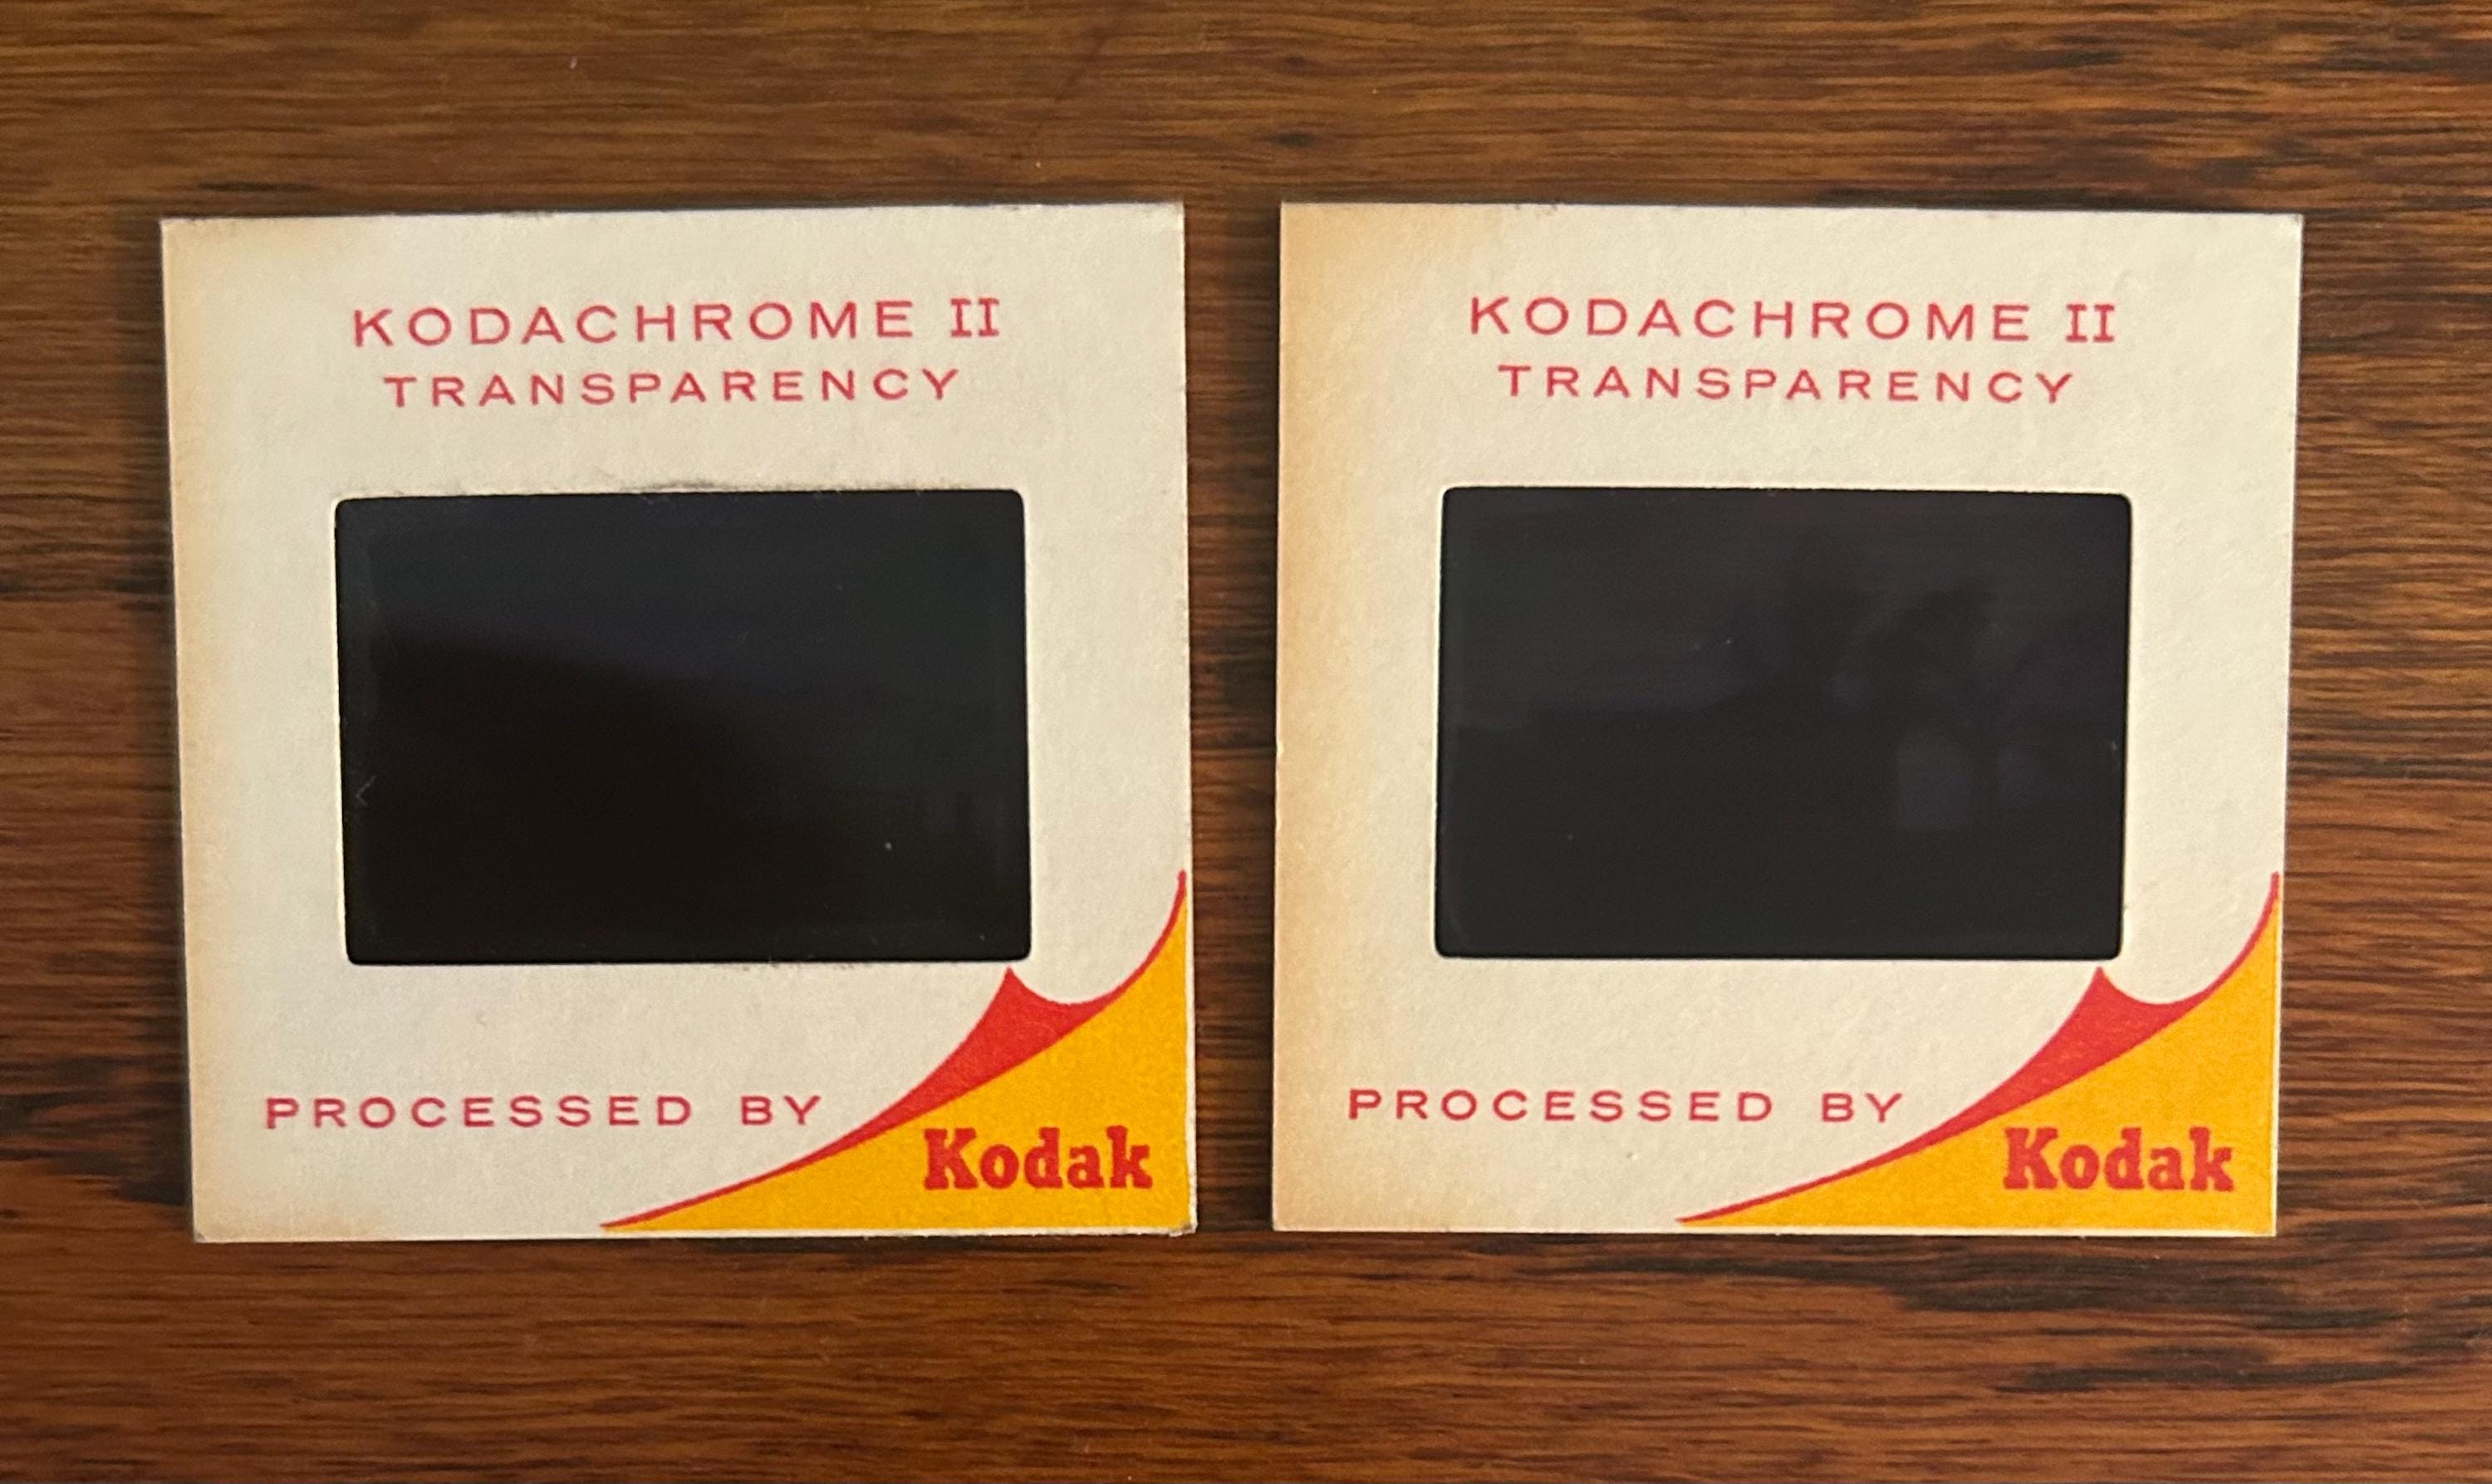 KODACHROME II
TRANSPARENCY
PROCESSED BY
Kodak
KODACHROME II
TRANSPARENCY
PROCESSED BY
Kodak